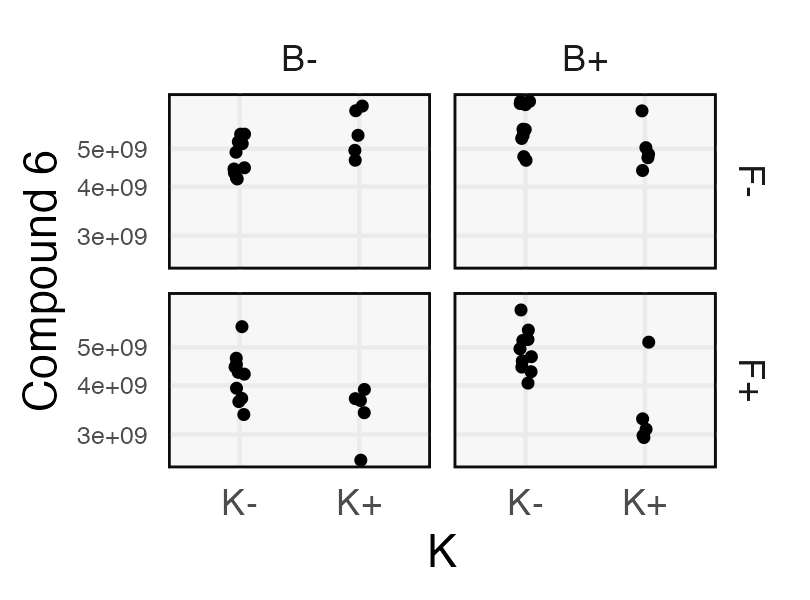 B- B+
Compound 6
5e+09
4e+09
3e+09
F-
5e+09
4e+09
3e+09
F+
K- K+ K- K+
K